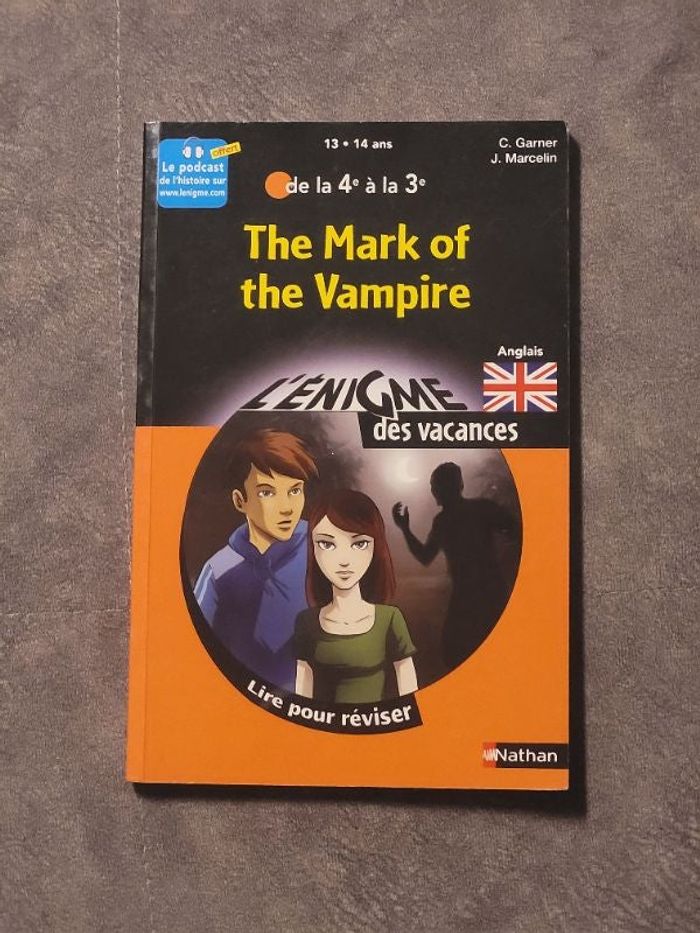 offert
Le podcast
de l'histoire sur
www.lenigme.com
13 • 14 ans
C. Garner
J. Marcelin
de la 4e à la 3e
The Mark of
the Vampire
Anglais
L'ÉNIGME
des vacances
Lire pour réviser
Nathan